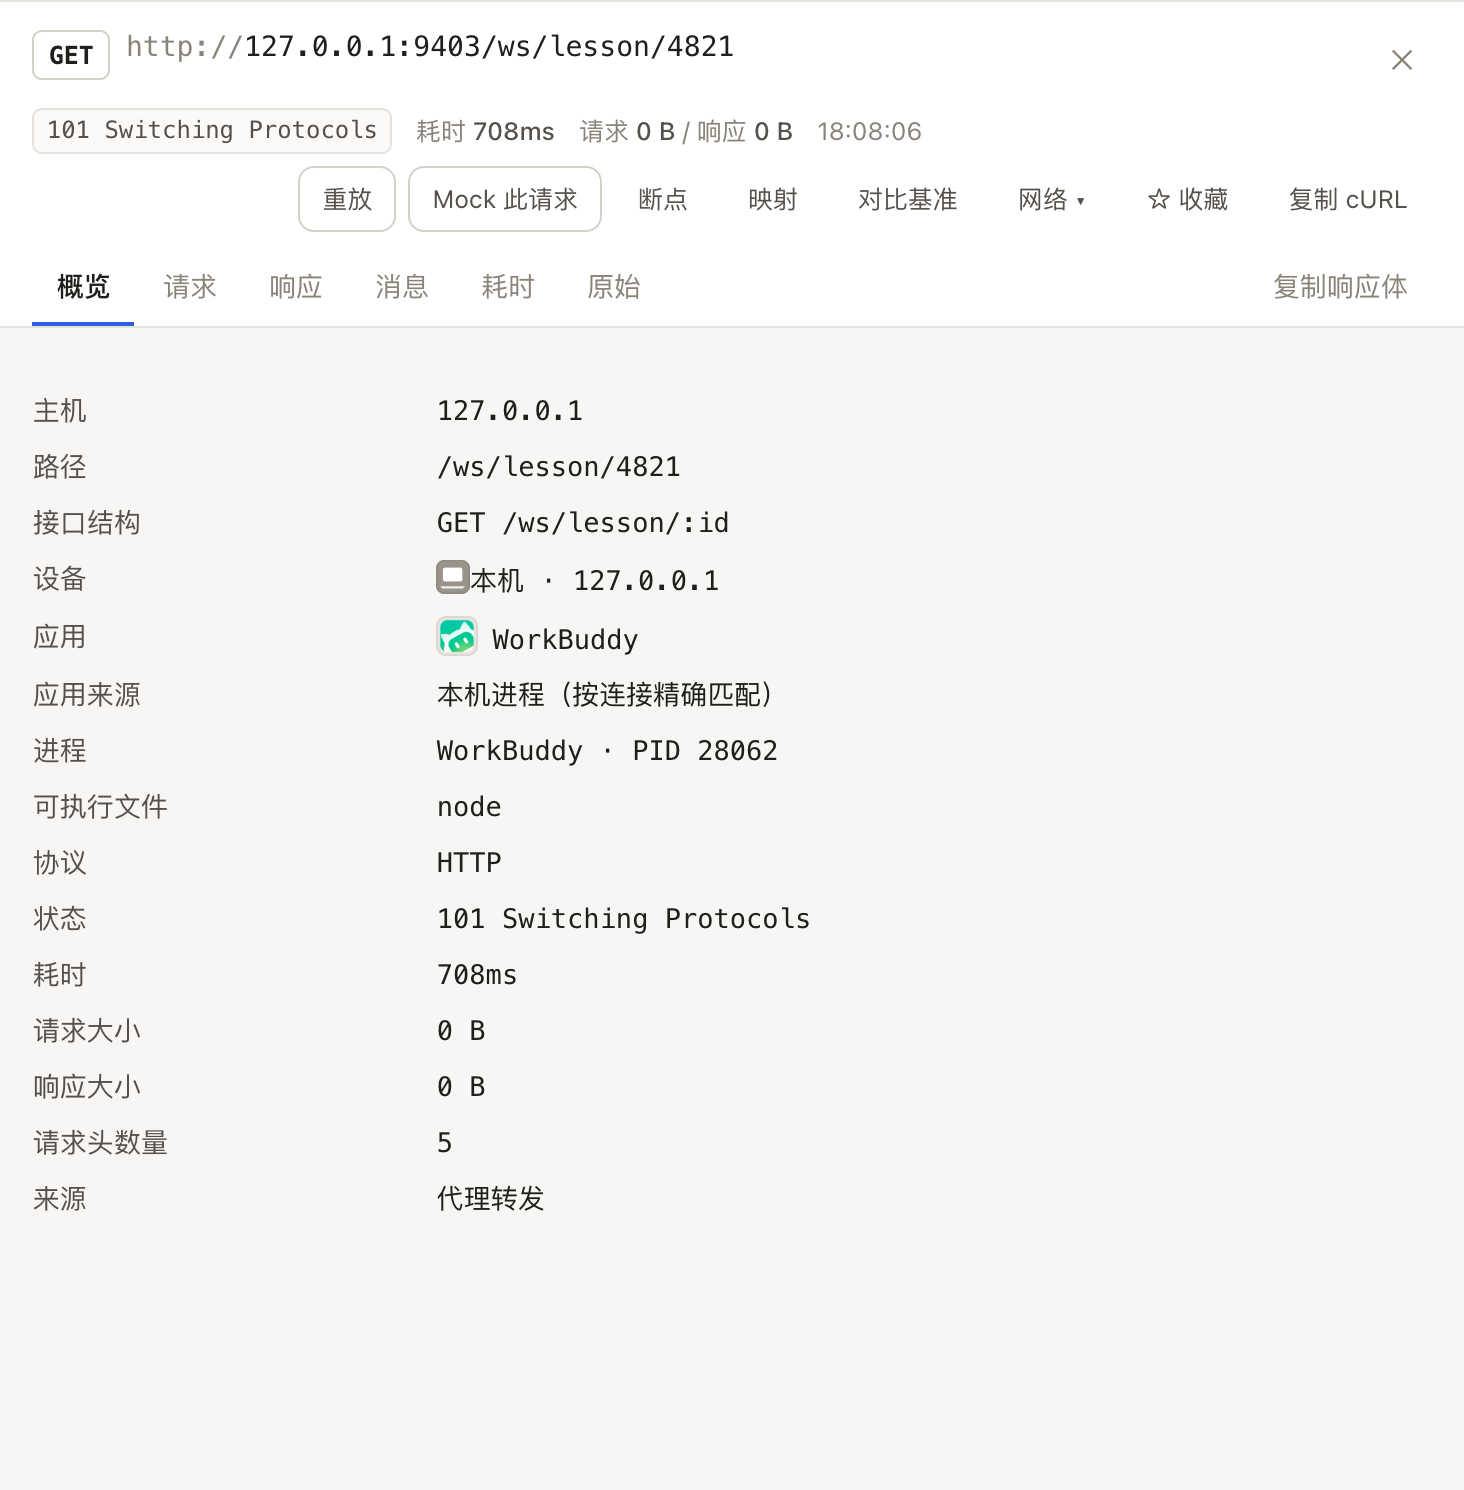 GET http://127.0.0.1:9403/ws/lesson/4821
101 Switching Protocols 耗时 708ms 请求 0 B / 响应 0 B 18:08:06
重放 Mock 此请求 断点 映射 对比基准 网络 ▾ ☆ 收藏 复制 cURL
概览 请求 响应 消息 耗时 原始 复制响应体
主机 127.0.0.1
路径 /ws/lesson/4821
接口结构 GET /ws/lesson/:id
设备 本机 · 127.0.0.1
应用 WorkBuddy
应用来源 本机进程（按连接精确匹配）
进程 WorkBuddy · PID 28062
可执行文件 node
协议 HTTP
状态 101 Switching Protocols
耗时 708ms
请求大小 0 B
响应大小 0 B
请求头数量 5
来源 代理转发